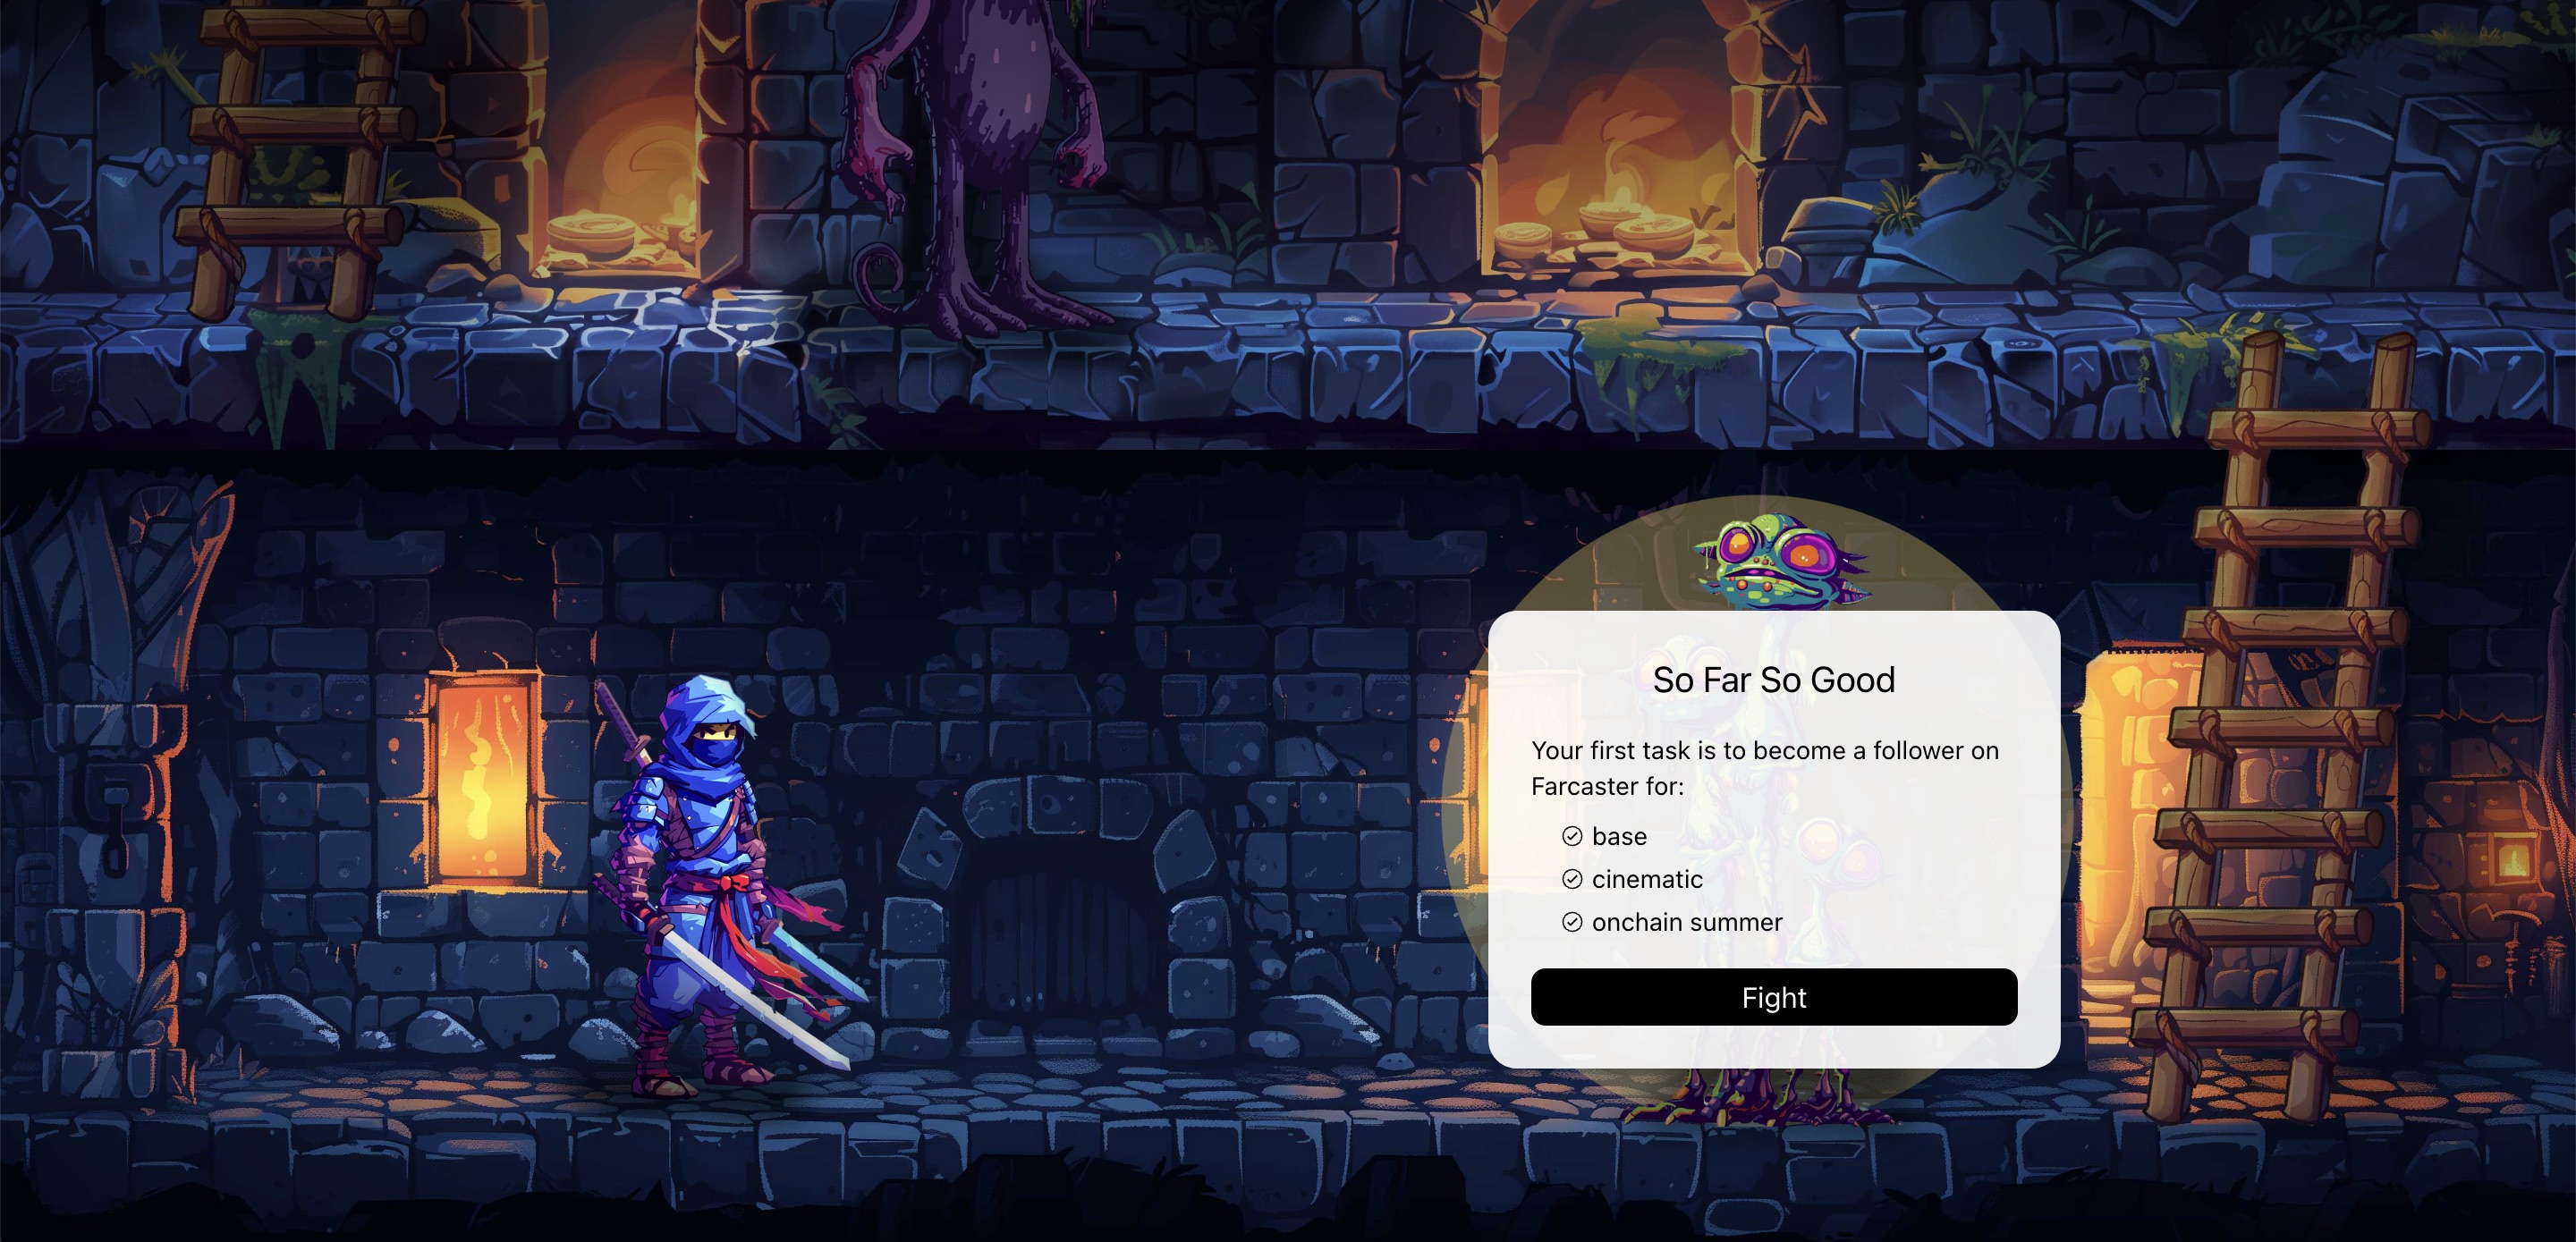 So Far So Good
Your first task is to become a follower on
Farcaster for:
base
cinematic
onchain summer
Fight